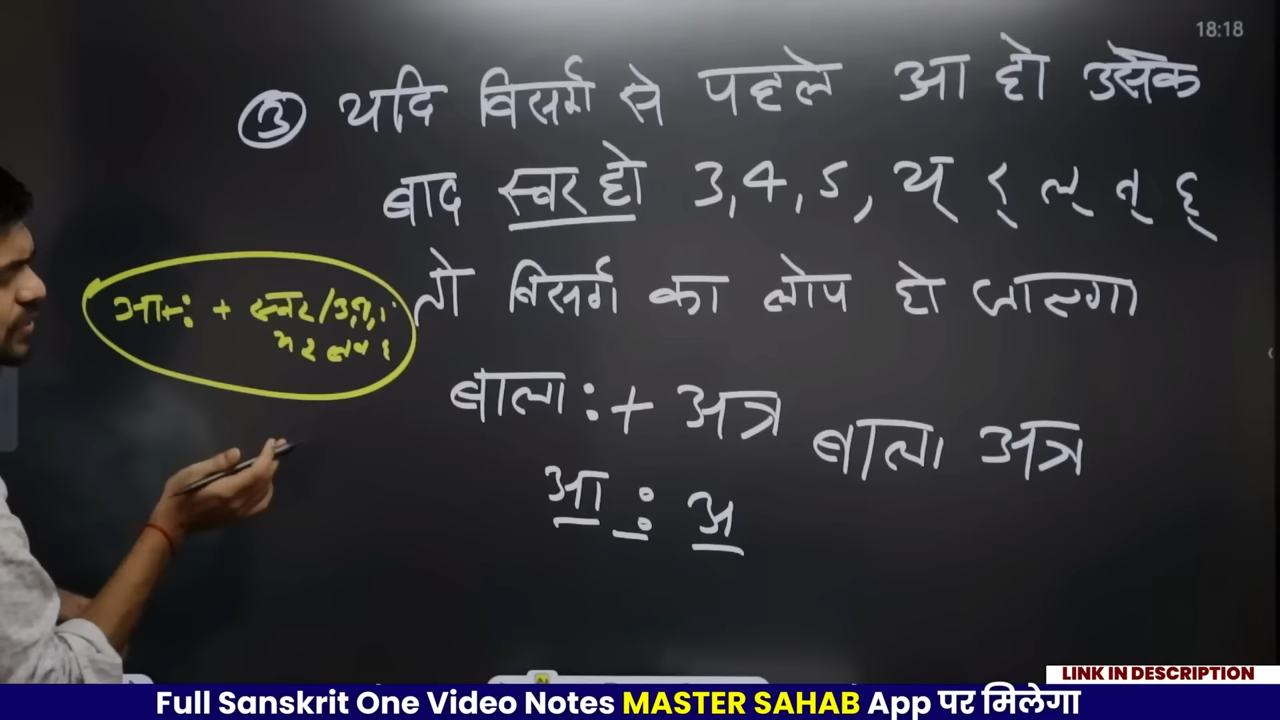 18:18
③ यदि विसर्ग से पहले आ हो उसके
बाद स्वर हो 3,4,5, य् र् ल् व् ह्
तो विसर्ग का लोप हो जाएगा
आ+: + स्वर/3,4,
य र ल व ह
बाला:+ अत्र बाला अत्र
आ : अ
LINK IN DESCRIPTION
Full Sanskrit One Video Notes MASTER SAHAB App पर मिलेगा